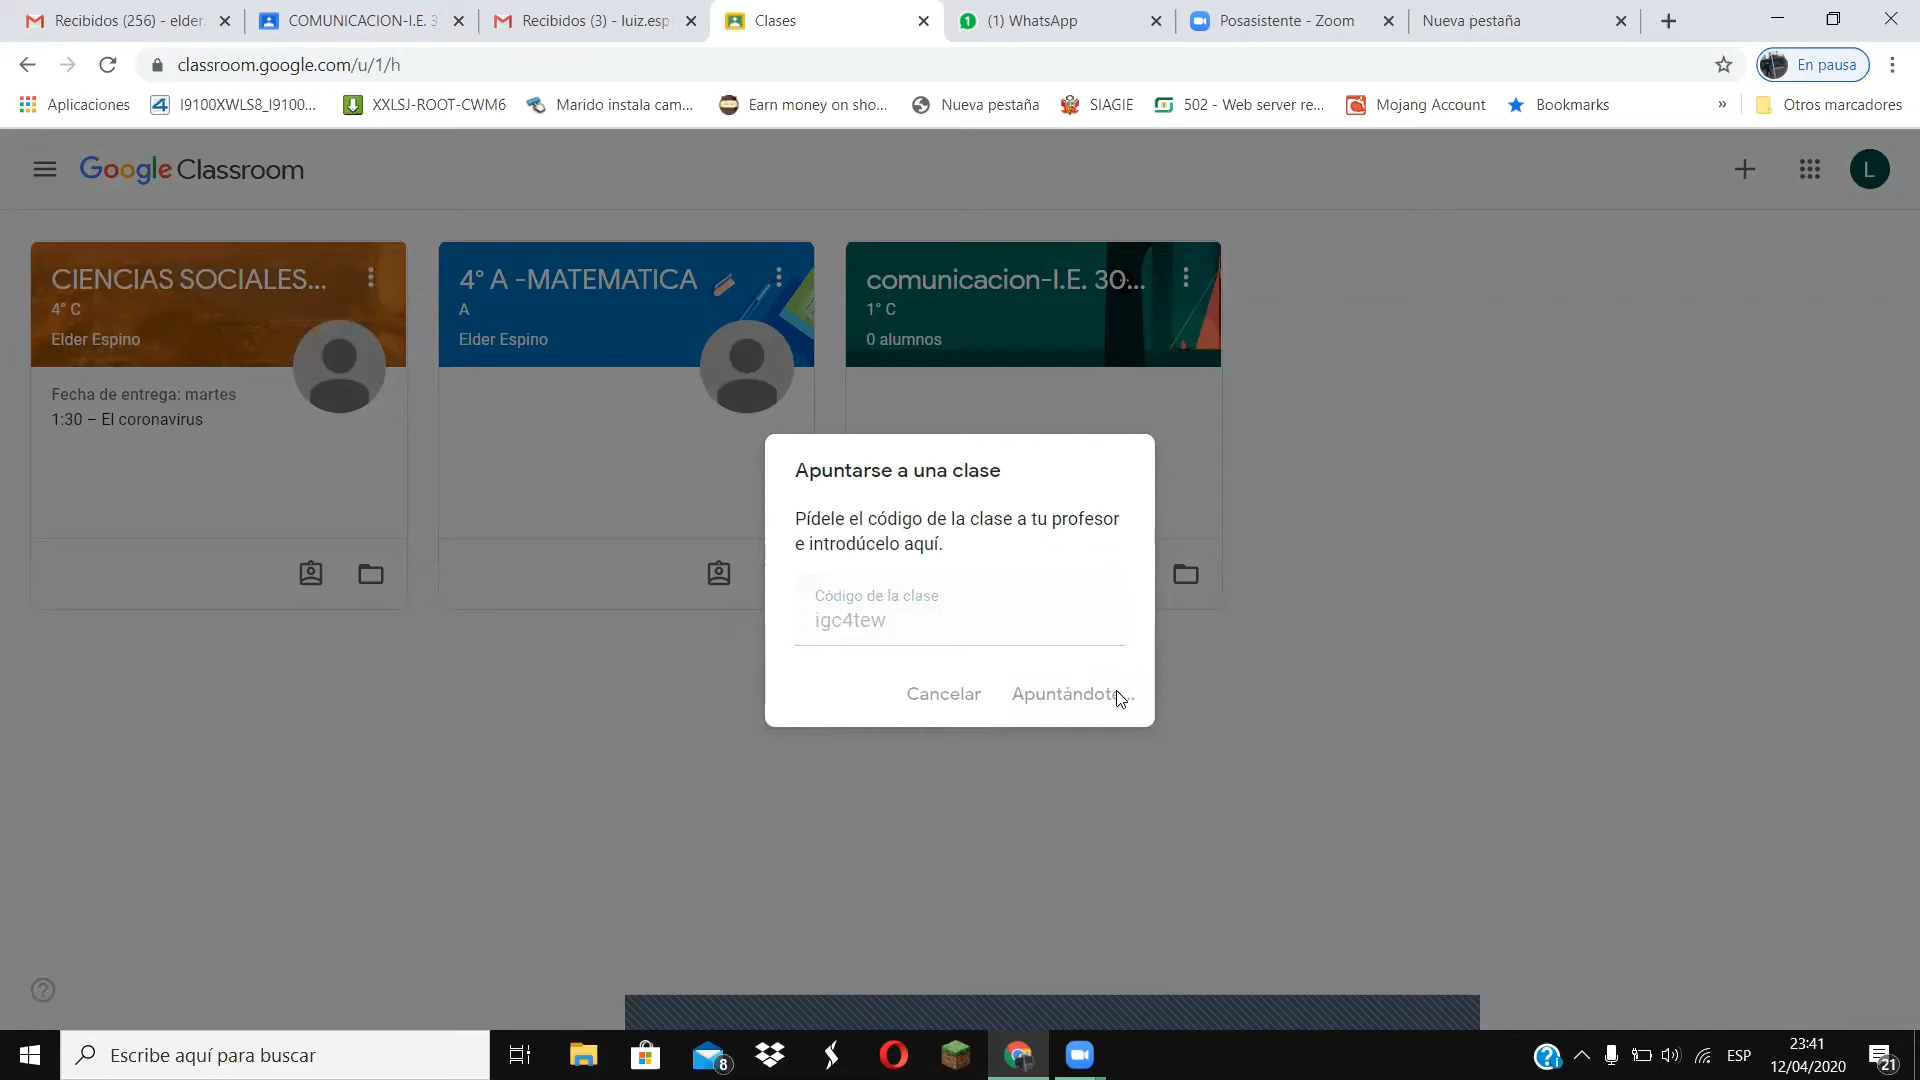 Recibidos (256) - elder.
COMUNICACION-I.E. 3
Recibidos (3) - luiz.esp
Clases
(1) WhatsApp
Posasistente - Zoom
Nueva pestaña
classroom.google.com/u/1/h
En pausa
Aplicaciones
I9100XWLS8_I9100...
XXLSJ-ROOT-CWM6
Marido instala cam...
Earn money on sho...
Nueva pestaña
SIAGIE
502 - Web server re...
Mojang Account
Bookmarks
»
Otros marcadores
Google Classroom
L
CIENCIAS SOCIALES...
4° C
Elder Espino
Fecha de entrega: martes
1:30 – El coronavirus
4° A -MATEMATICA
A
Elder Espino
comunicacion-I.E. 30...
1° C
0 alumnos
Apuntarse a una clase
Pídele el código de la clase a tu profesor
e introdúcelo aquí.
Código de la clase
igc4tew
Cancelar
Apuntándote...
Escribe aquí para buscar
8
ESP
23:41
12/04/2020
21